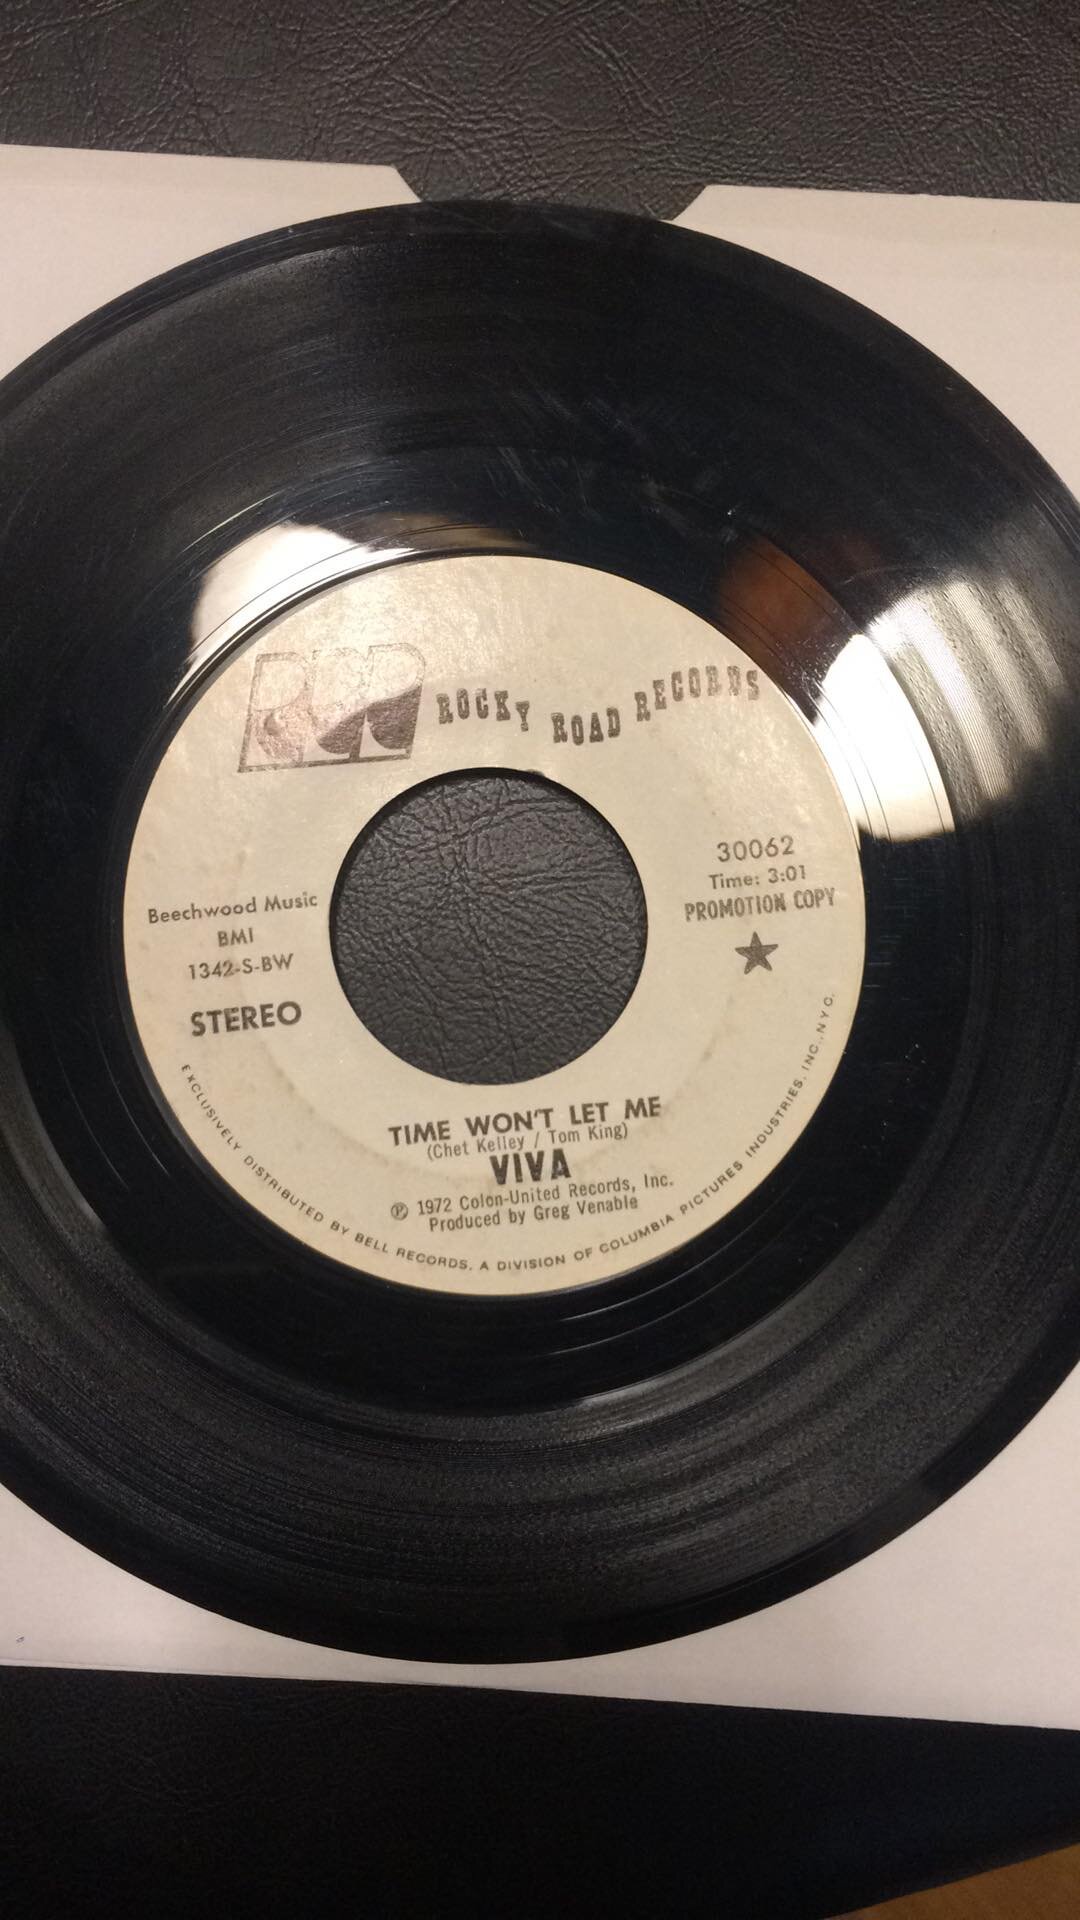 RRR ROCKY ROAD RECORDS
30062
Time: 3:01
PROMOTION COPY
Beechwood Music
BMI
1342-S-BW
STEREO
TIME WON'T LET ME
(Chet Kelley / Tom King)
VIVA
℗ 1972 Colon-United Records, Inc.
Produced by Greg Venable
EXCLUSIVELY DISTRIBUTED BY BELL RECORDS, A DIVISION OF COLUMBIA PICTURES INDUSTRIES, INC., N.Y.C.